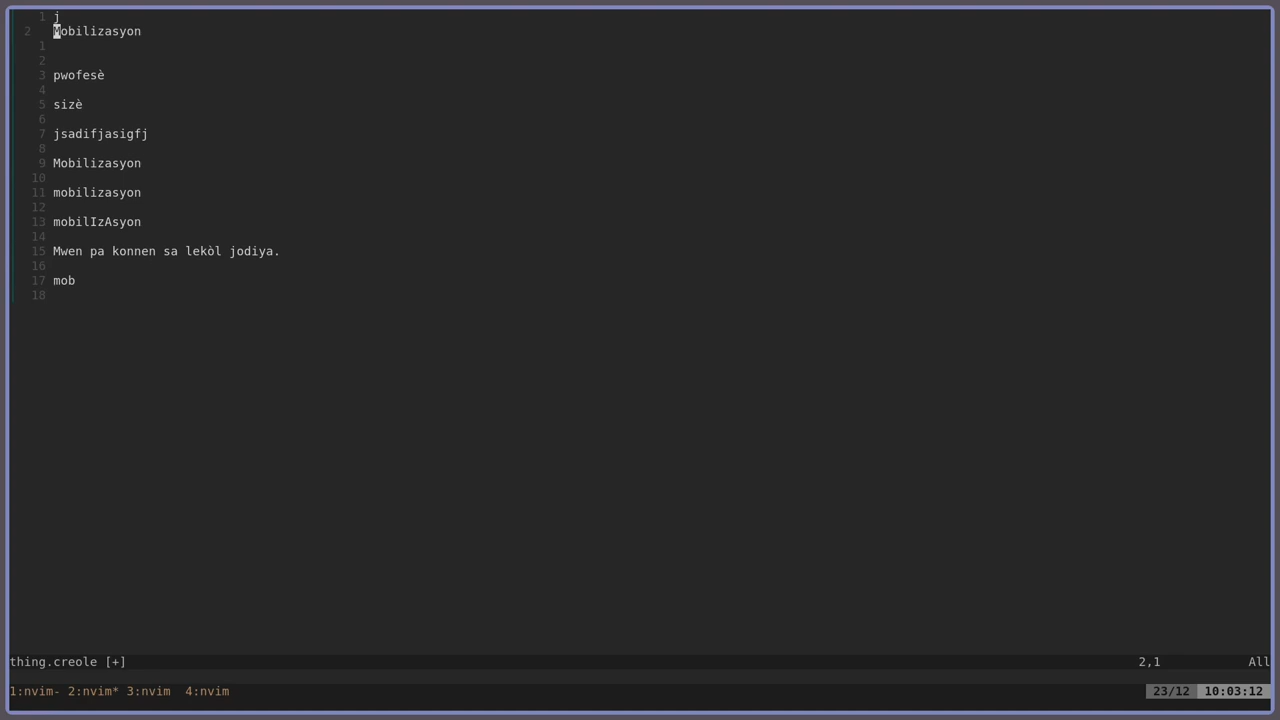 1 j
2 Mobilizasyon
1
2
3 pwofesè
4
5 sizè
6
7 jsadifjasigfj
8
9 Mobilizasyon
10
11 mobilizasyon
12
13 mobilIzAsyon
14
15 Mwen pa konnen sa lekòl jodiya.
16
17 mob
18
thing.creole [+] 2,1 All
1:nvim- 2:nvim* 3:nvim 4:nvim 23/12 10:03:12